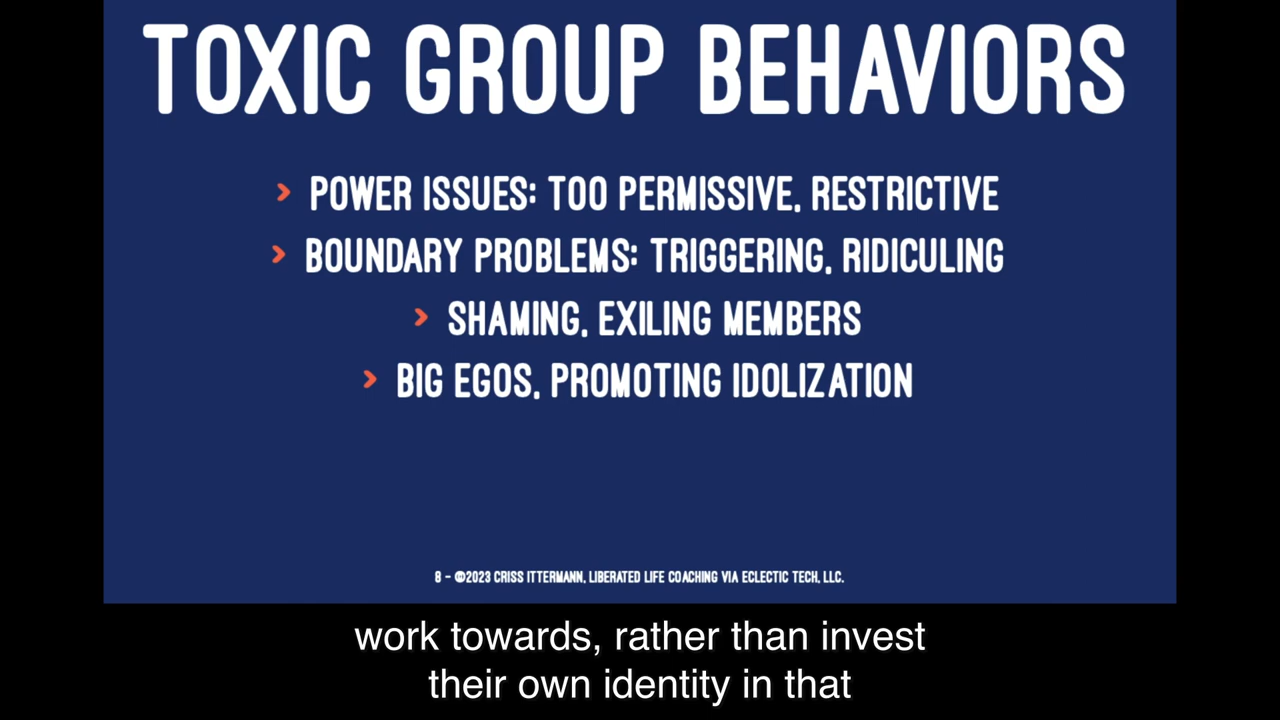 TOXIC GROUP BEHAVIORS
> POWER ISSUES: TOO PERMISSIVE, RESTRICTIVE
> BOUNDARY PROBLEMS: TRIGGERING, RIDICULING
> SHAMING, EXILING MEMBERS
> BIG EGOS, PROMOTING IDOLIZATION
8 - ©2023 CRISS ITTERMANN, LIBERATED LIFE COACHING VIA ECLECTIC TECH, LLC.
work towards, rather than invest
their own identity in that